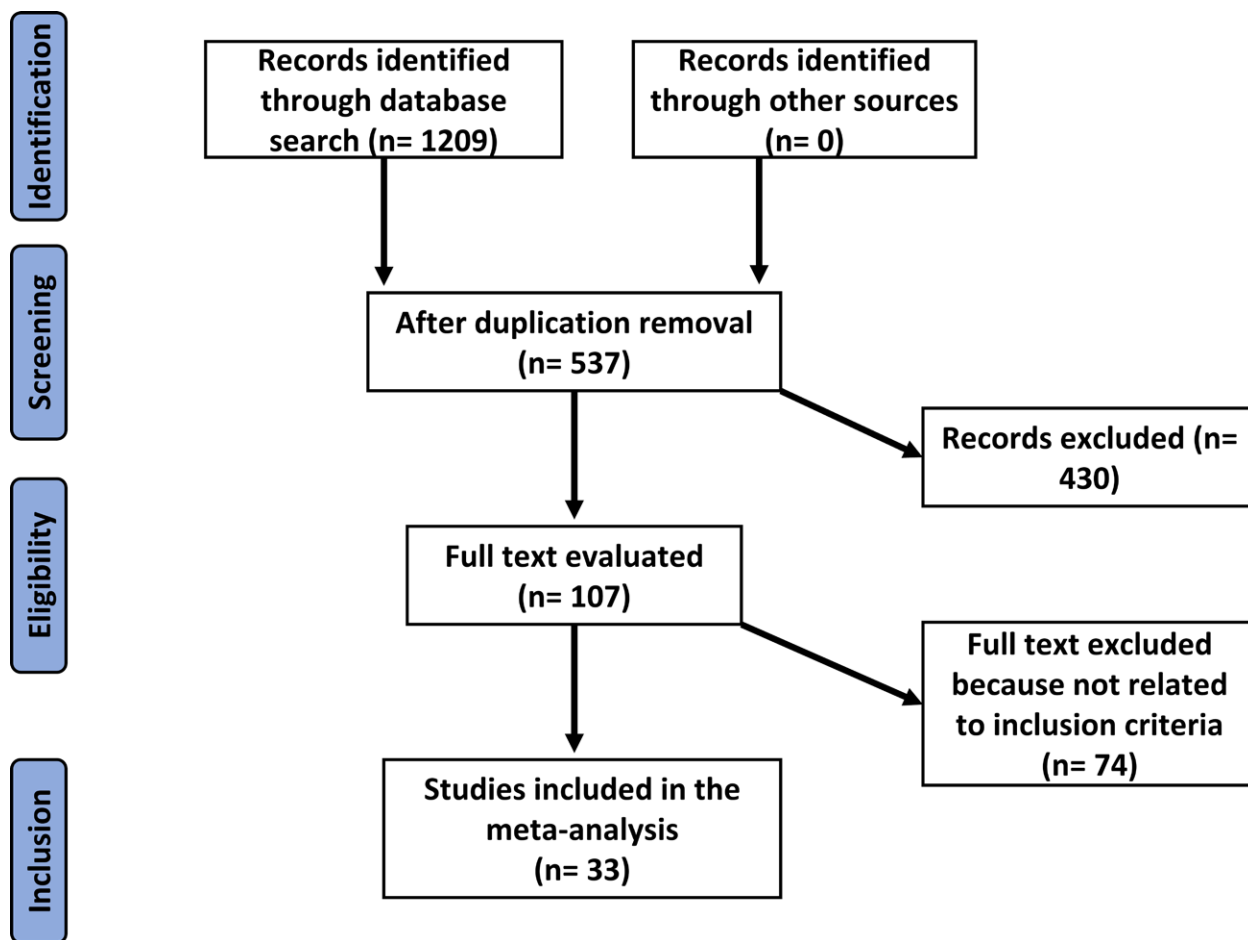 Identification
Records identified
through database
search (n= 1209)
Records identified
through other sources
(n= 0)
Screening
After duplication removal
(n= 537)
Records excluded (n=
430)
Eligibility
Full text evaluated
(n= 107)
Full text excluded
because not related
to inclusion criteria
(n= 74)
Inclusion
Studies included in the
meta-analysis
(n= 33)